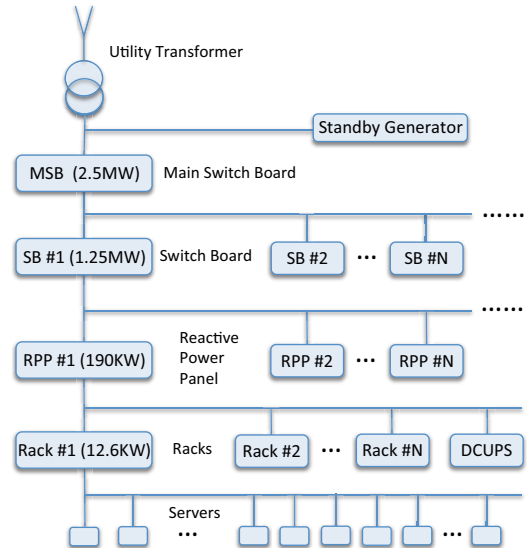 Utility Transformer
Standby Generator
MSB (2.5MW)
Main Switch Board
......
SB #1 (1.25MW)
Switch Board
SB #2
...
SB #N
......
RPP #1 (190KW)
Reactive
Power
Panel
RPP #2
...
RPP #N
Rack #1 (12.6KW)
Racks
Rack #2
...
Rack #N
DCUPS
Servers
...
...